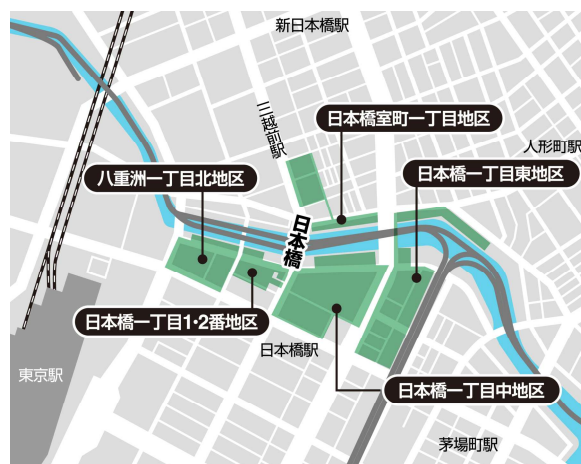 新日本橋駅
三越前駅
日本橋室町一丁目地区
人形町駅
八重洲一丁目北地区
日本橋一丁目東地区
日本橋
日本橋一丁目1・2番地区
日本橋駅
東京駅
日本橋一丁目中地区
茅場町駅